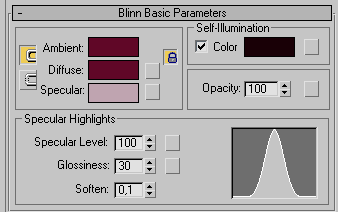 - Blinn Basic Parameters
Self-Illumination
Ambient:
Color
Diffuse:
Specular:
Opacity: 100
Specular Highlights
Specular Level: 100
Glossiness: 30
Soften: 0,1